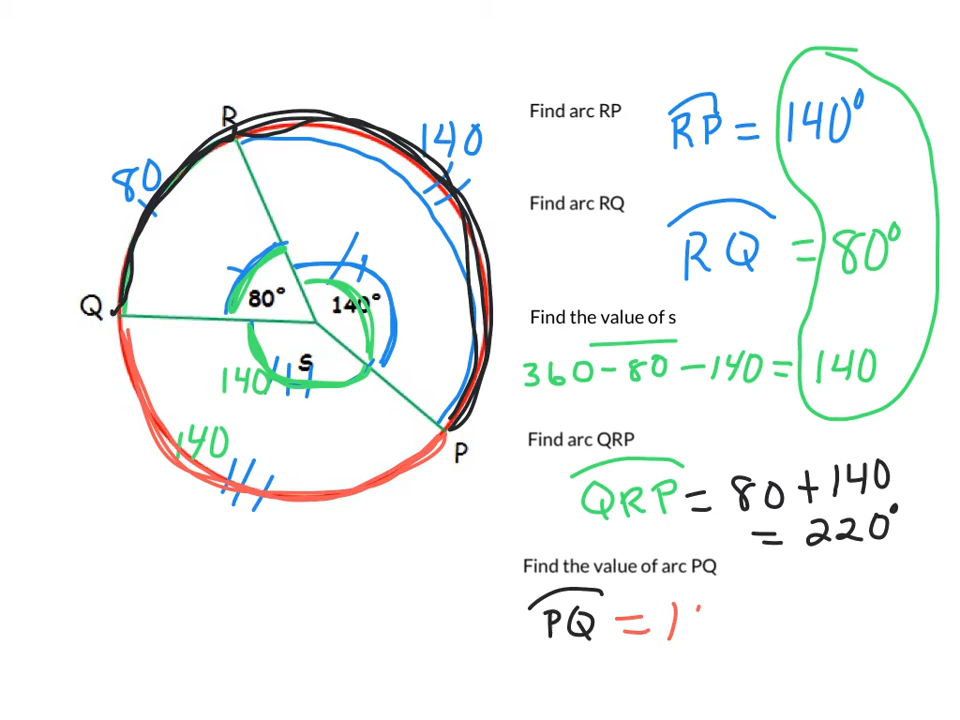 R
140
80
Q
80°
140°
S
140
140
P
Find arc RP
RP = 140°
Find arc RQ
RQ = 80°
Find the value of s
360 - 80 - 140 = 140
Find arc QRP
QRP = 80 + 140
= 220°
Find the value of arc PQ
PQ = 1